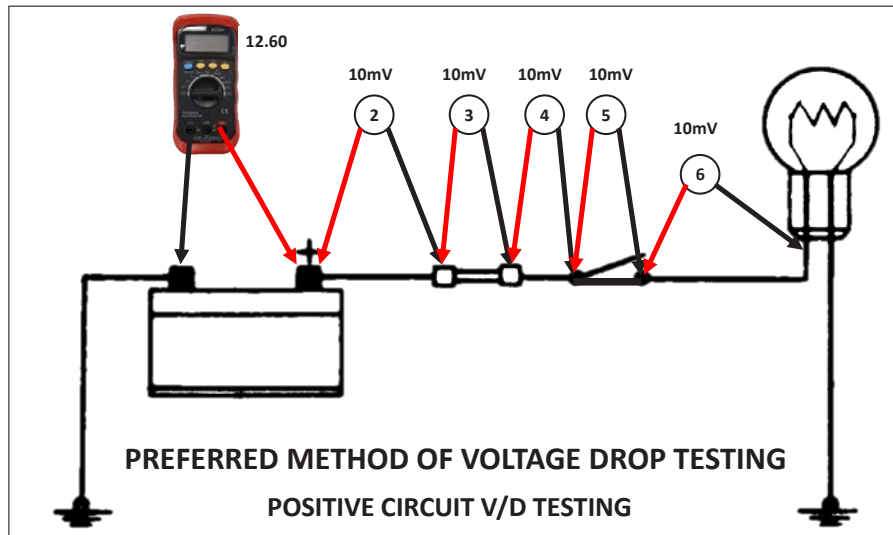 12.60
10mV 10mV 10mV 10mV
2 3 4 5
10mV
6
+
PREFERRED METHOD OF VOLTAGE DROP TESTING
POSITIVE CIRCUIT V/D TESTING